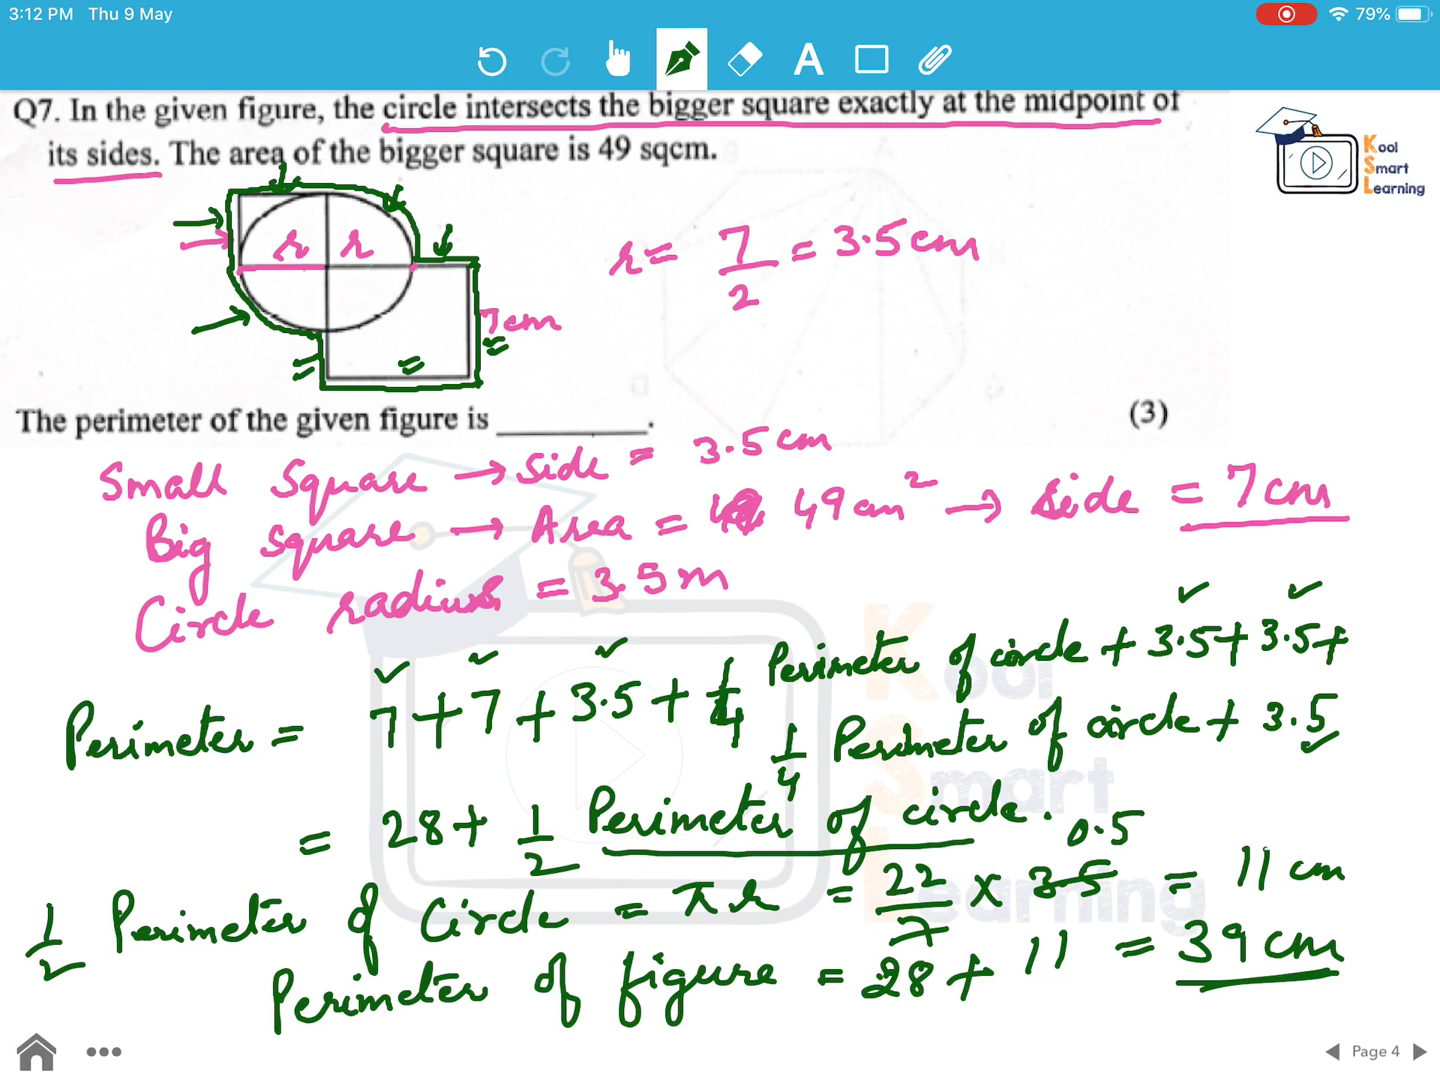 3:12 PM Thu 9 May
79%
A
Q7. In the given figure, the circle intersects the bigger square exactly at the midpoint of
its sides. The area of the bigger square is 49 sqcm.
Kool
Smart
Learning
r r
r = 7/2 = 3.5 cm
7cm
The perimeter of the given figure is __________.
(3)
Small Square → Side = 3.5 cm
Big Square → Area = 49 cm² → Side = 7 cm
Circle radius = 3.5 m
Perimeter = 7 + 7 + 3.5 + 1/4 Perimeter of circle + 3.5 + 3.5 +
1/4 Perimeter of circle + 3.5
= 28 + 1/2 Perimeter of circle.
0.5
1/2 Perimeter of Circle = π r = 22/7 × 3.5 = 11 cm
Perimeter of figure = 28 + 11 = 39 cm
Kool
Smart
Learning
Page 4